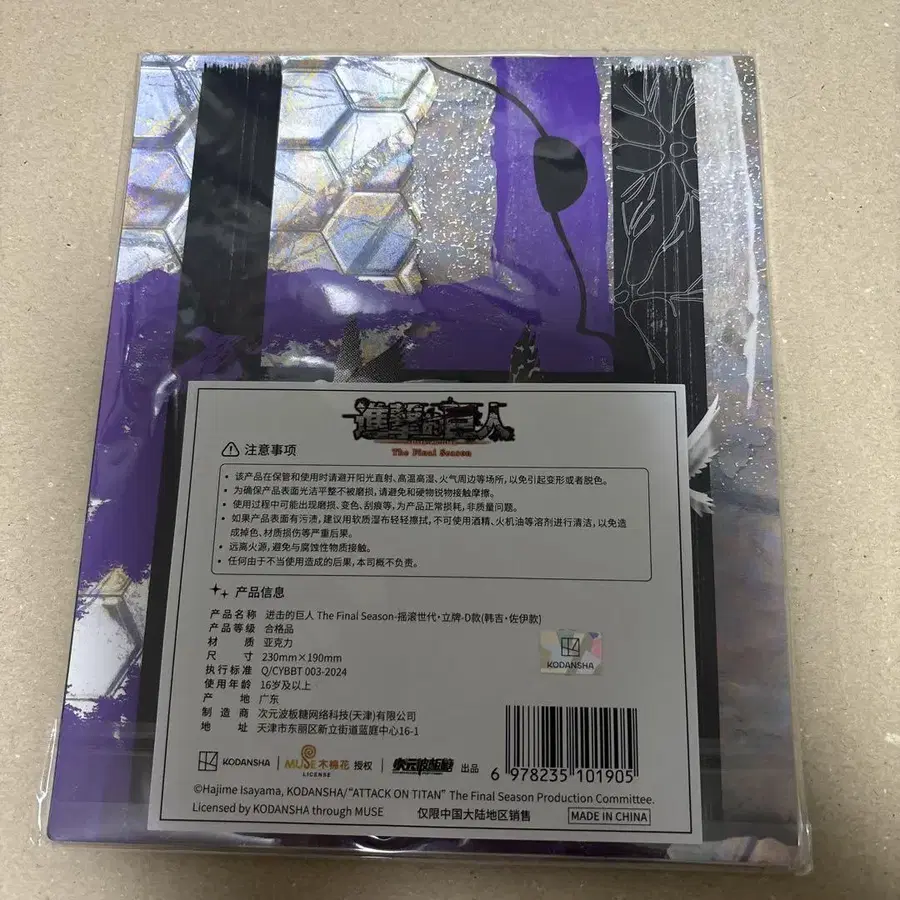 進撃的巨人
The Final Season
注意事项
• 该产品在保管和使用时请避开阳光直射、高温高湿、火气周边等场所,以免引起变形或者脱色。
• 为确保产品表面光洁平整不被磨损,请避免和硬物锐物接触摩擦。
• 使用过程中可能出现磨损、变色、刮痕等,为产品正常损耗,非质量问题。
• 如果产品表面有污渍,建议用软质湿布轻轻擦拭,不可使用酒精、火机油等溶剂进行清洁,以免造
成掉色、材质损伤等严重后果。
• 远离火源,避免与腐蚀性物质接触。
• 任何由于不当使用造成的后果,本司概不负责。
产品信息
产品名称 进击的巨人 The Final Season-摇滚世代・立牌-D款(韩吉・佐伊款)
产品等级 合格品
材 质 亚克力
尺 寸 230mm×190mm
执行标准 Q/CYBBT 003-2024
使用年龄 16岁及以上
产 地 广东
制 造 商 次元波板糖网络科技(天津)有限公司
地 址 天津市东丽区新立街道蓝庭中心16-1
KODANSHA
KODANSHA MUSE木棉花 LICENSE 授权 次元波板糖 出品
6 978235 101905
©Hajime Isayama, KODANSHA/"ATTACK ON TITAN" The Final Season Production Committee.
Licensed by KODANSHA through MUSE 仅限中国大陆地区销售 MADE IN CHINA